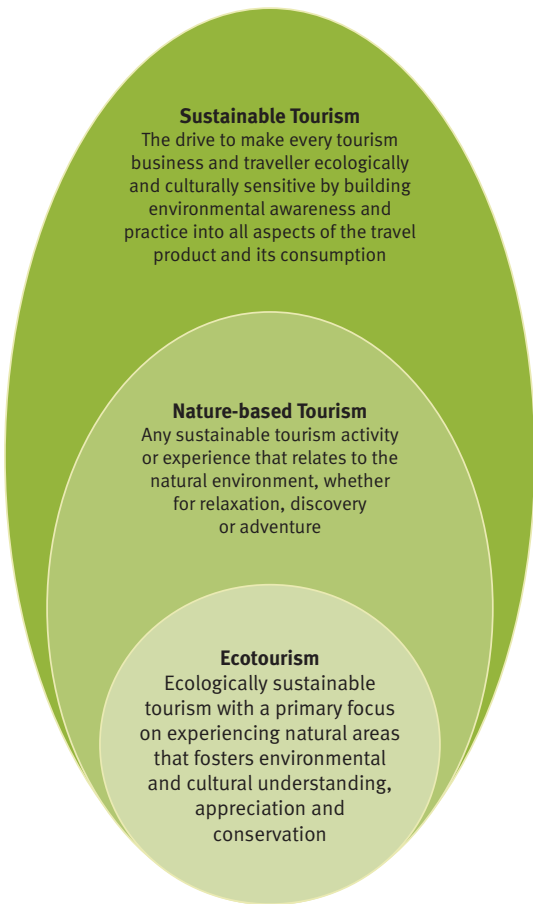 Sustainable Tourism
The drive to make every tourism
business and traveller ecologically
and culturally sensitive by building
environmental awareness and
practice into all aspects of the travel
product and its consumption
Nature-based Tourism
Any sustainable tourism activity
or experience that relates to the
natural environment, whether
for relaxation, discovery
or adventure
Ecotourism
Ecologically sustainable
tourism with a primary focus
on experiencing natural areas
that fosters environmental
and cultural understanding,
appreciation and
conservation